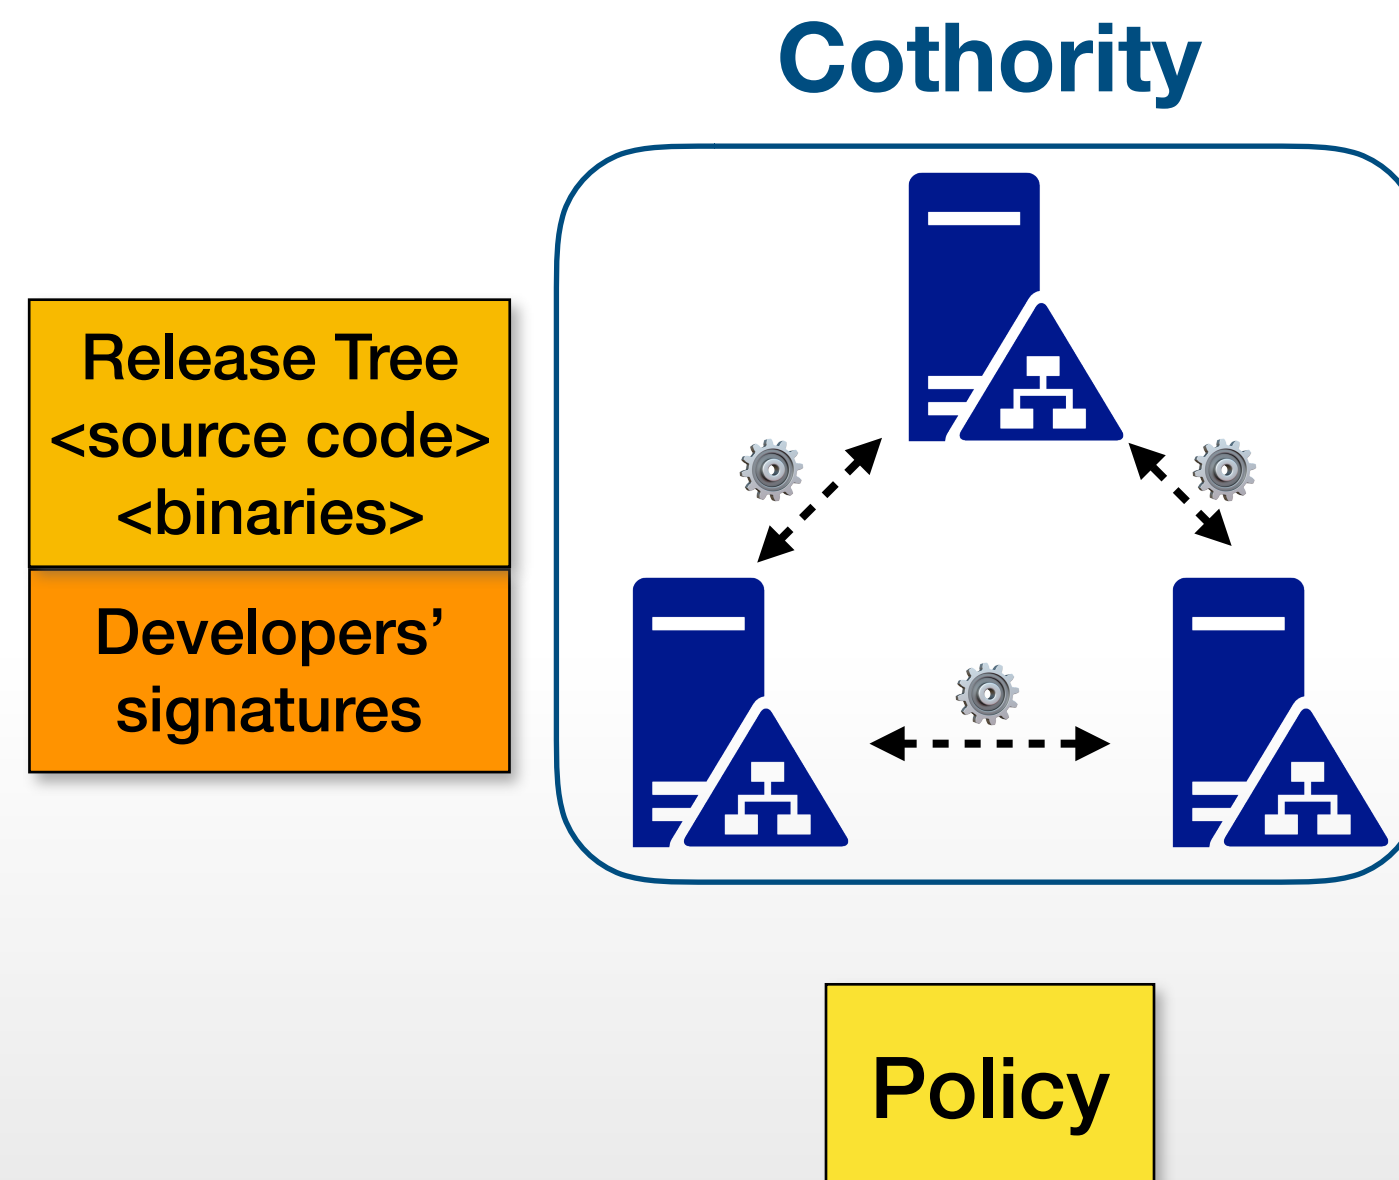 Cothority
Release Tree
<source code>
<binaries>
Developers’
signatures
Policy